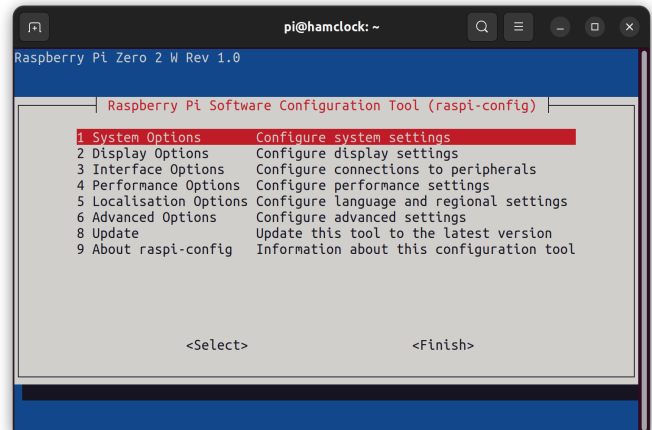 pi@hamclock: ~
Raspberry Pi Zero 2 W Rev 1.0
Raspberry Pi Software Configuration Tool (raspi-config)
1 System Options Configure system settings
2 Display Options Configure display settings
3 Interface Options Configure connections to peripherals
4 Performance Options Configure performance settings
5 Localisation Options Configure language and regional settings
6 Advanced Options Configure advanced settings
8 Update Update this tool to the latest version
9 About raspi-config Information about this configuration tool
<Select> <Finish>